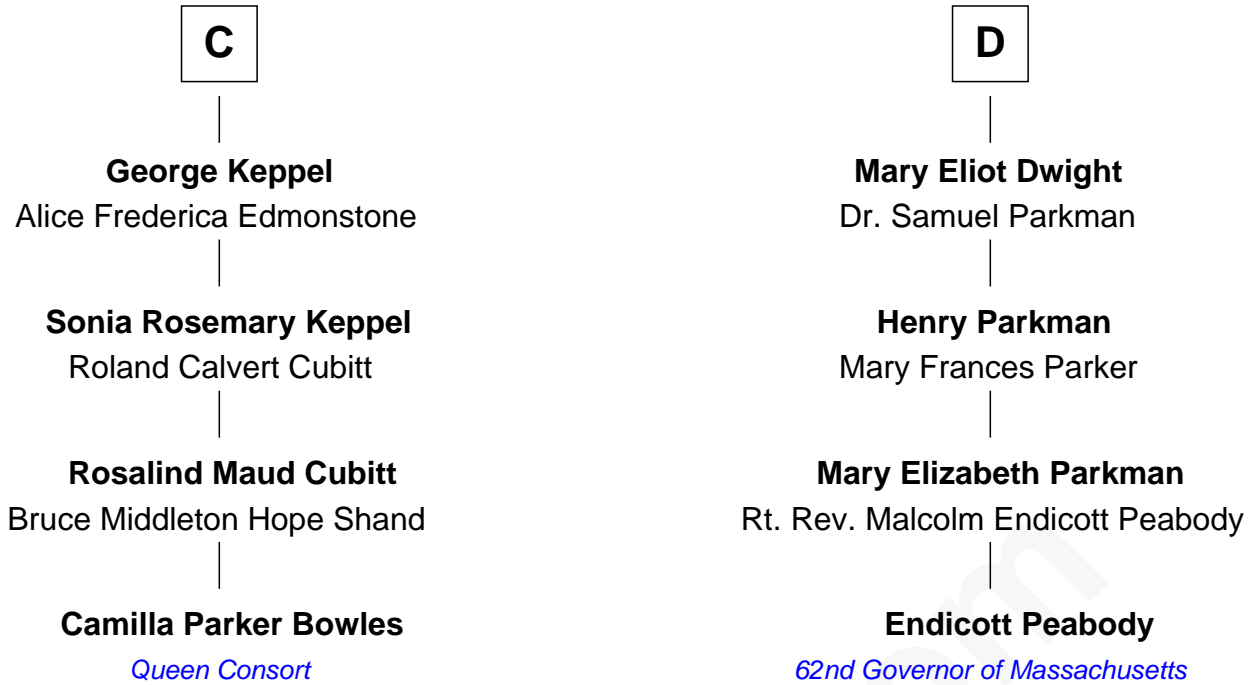 C
George Keppel
Alice Frederica Edmonstone
Sonia Rosemary Keppel
Roland Calvert Cubitt
Rosalind Maud Cubitt
Bruce Middleton Hope Shand
Camilla Parker Bowles
Queen Consort
D
Mary Eliot Dwight
Dr. Samuel Parkman
Henry Parkman
Mary Frances Parker
Mary Elizabeth Parkman
Rt. Rev. Malcolm Endicott Peabody
Endicott Peabody
62nd Governor of Massachusetts